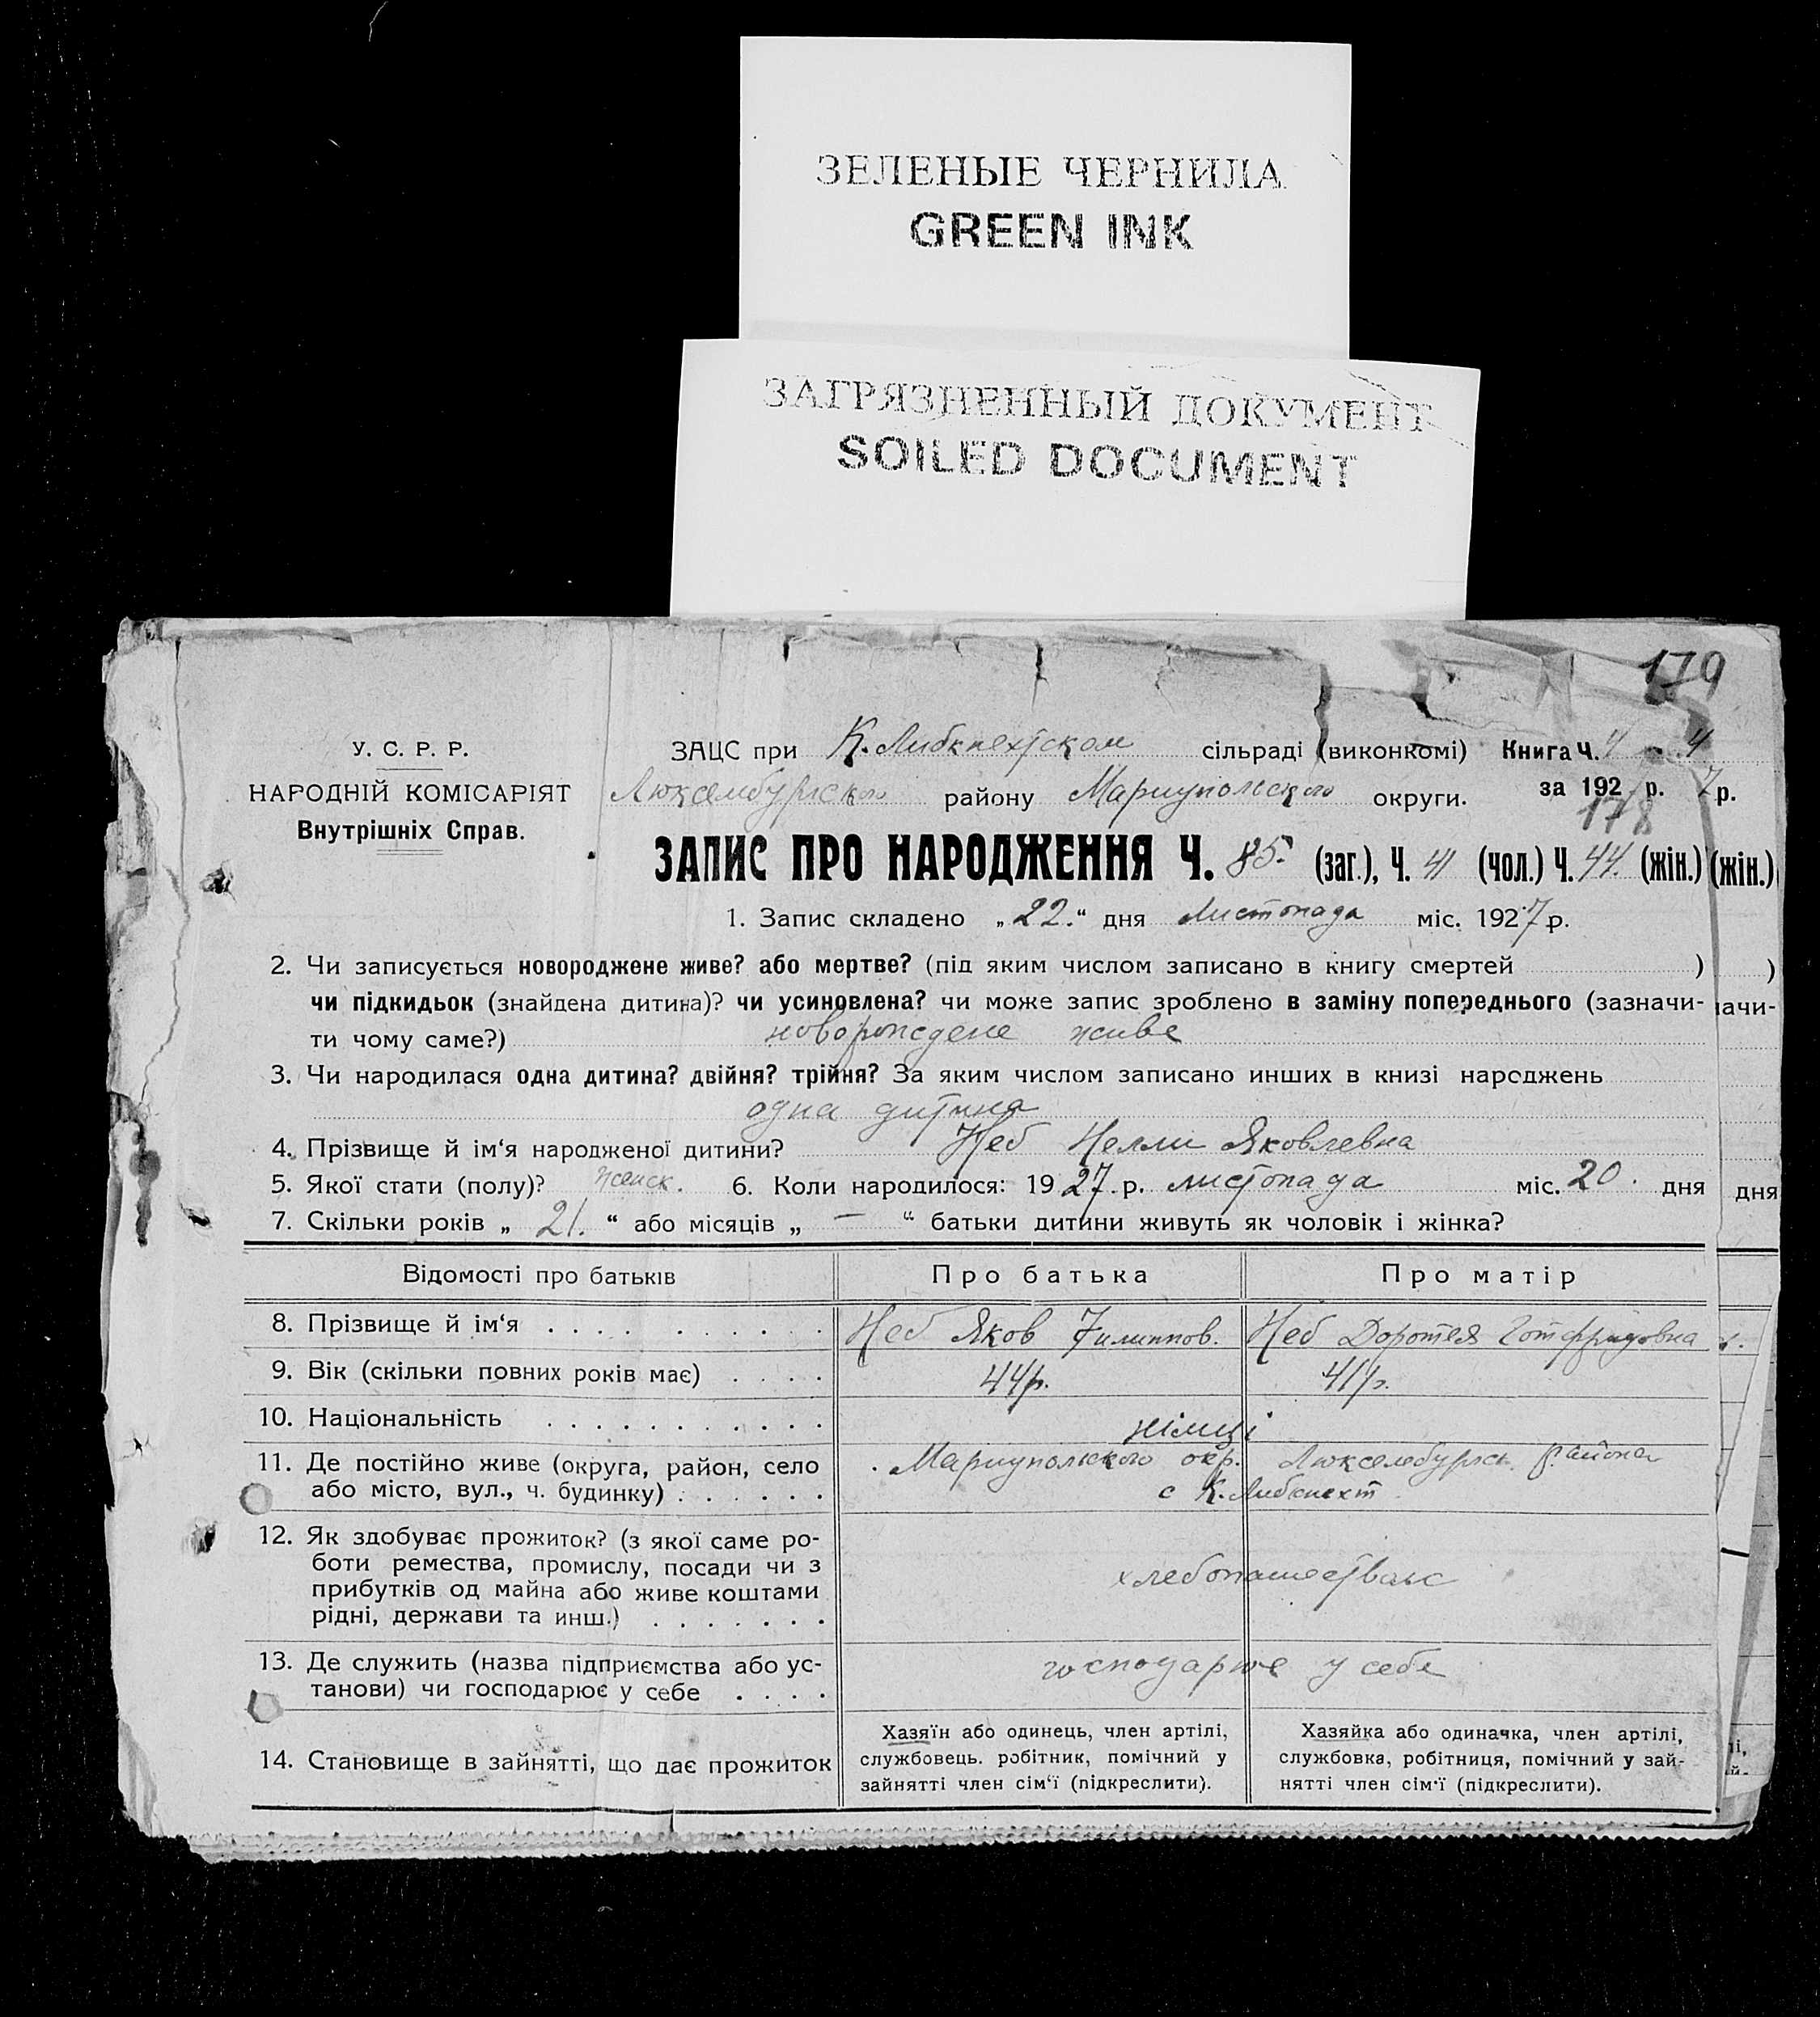 ЗЕЛЕНЫЕ ЧЕРНИЛА
GREEN INK
ЗАГРЯЗНЕННЫЙ ДОКУМЕНТ
SOILED DOCUMENT
179
У. С. Р. Р.
НАРОДНІЙ КОМІСАРІЯТ
Внутрішніх Справ.
ЗАЦС при К. Либкнехтском сільраді (виконкомі) Книга Ч. 4 4
Люксембургского району Мариупольского округи. за 192 р. 7 р.
178
ЗАПИС ПРО НАРОДЖЕННЯ Ч. 85. (заг.), Ч. 41 (чол.) Ч. 44. (жін.) (жін.)
1. Запис складено „22.“ дня Листопада міс. 1927 р.
2. Чи записується новороджене живе? або мертве? (під яким числом записано в книгу смертей ) )
чи підкидьок (знайдена дитина)? чи усиновлена? чи може запис зроблено в заміну попереднього (зазначи- ачи-
ти чому саме?) новорождене живе
3. Чи народилася одна дитина? двійня? трійня? За яким числом записано инших в книзі народжень
одна дитина
4. Прізвище й ім‘я народженої дитини? Неб Нелли Яковлевна
5. Якої стати (полу)? женск. 6. Коли народилося: 1927 р. листопада міс. 20. дня дня
7. Скільки років „ 21. “ або місяців „ — “ батьки дитини живуть як чоловік і жінка?
Відомості про батьків Про батька Про матір
8. Прізвище й ім‘я . . . . . . . . . . . Неб Яков Филиппов. Неб Доротея Готфридовна
9. Вік (скільки повних років має) . . . . 44 р. 41 р.
10. Національність . . . . . . . . . . . німці
11. Де постійно живе (округа, район, село Мариупольского окр. Люксембургск. района
або місто, вул., ч. будинку) . . . . . . с К. Либкнехт
12. Як здобуває прожиток? (з якої саме ро-
боти ремества, промислу, посади чи з
прибутків од майна або живе коштами хлебопашествам
рідні, держави та инш.) . . . . . . .
13. Де служить (назва підприємства або ус- господарює у себе
танови) чи господарює у себе . . . .
14. Становище в зайнятті, що дає прожиток
Хазяїн або одинець, член артілі,
службовець. робітник, помічний у
зайнятті член сім‘ї (підкреслити).
Хазяйка або одиначка, член артілі,
службовка, робітниця, помічний у зай-
нятті член сім‘ї (підкреслити).